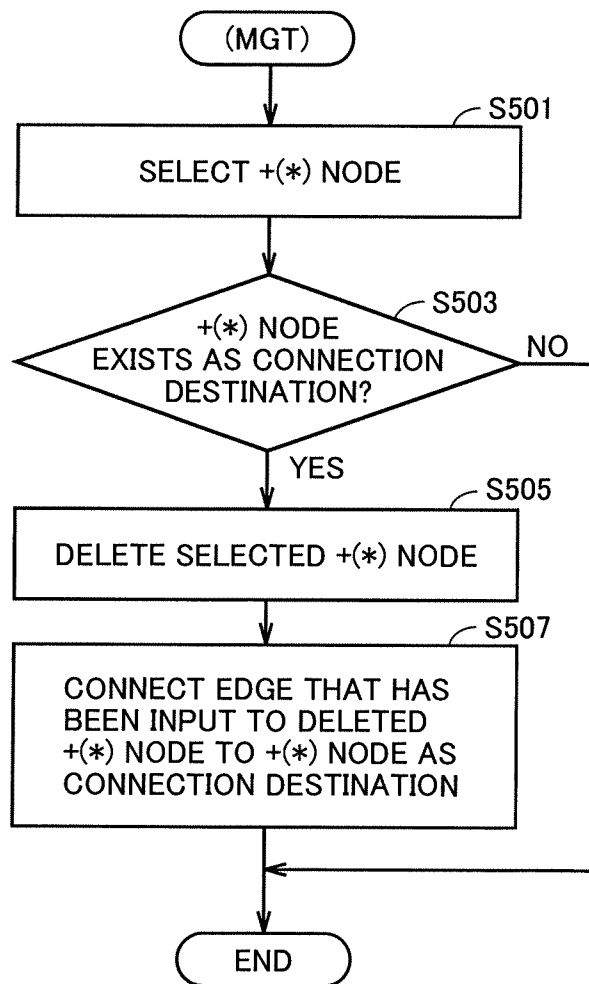 (MGT)
S501
SELECT +(*) NODE
S503
+(*) NODE
EXISTS AS CONNECTION
DESTINATION?
NO
YES
S505
DELETE SELECTED +(*) NODE
S507
CONNECT EDGE THAT HAS
BEEN INPUT TO DELETED
+(*) NODE TO +(*) NODE AS
CONNECTION DESTINATION
END